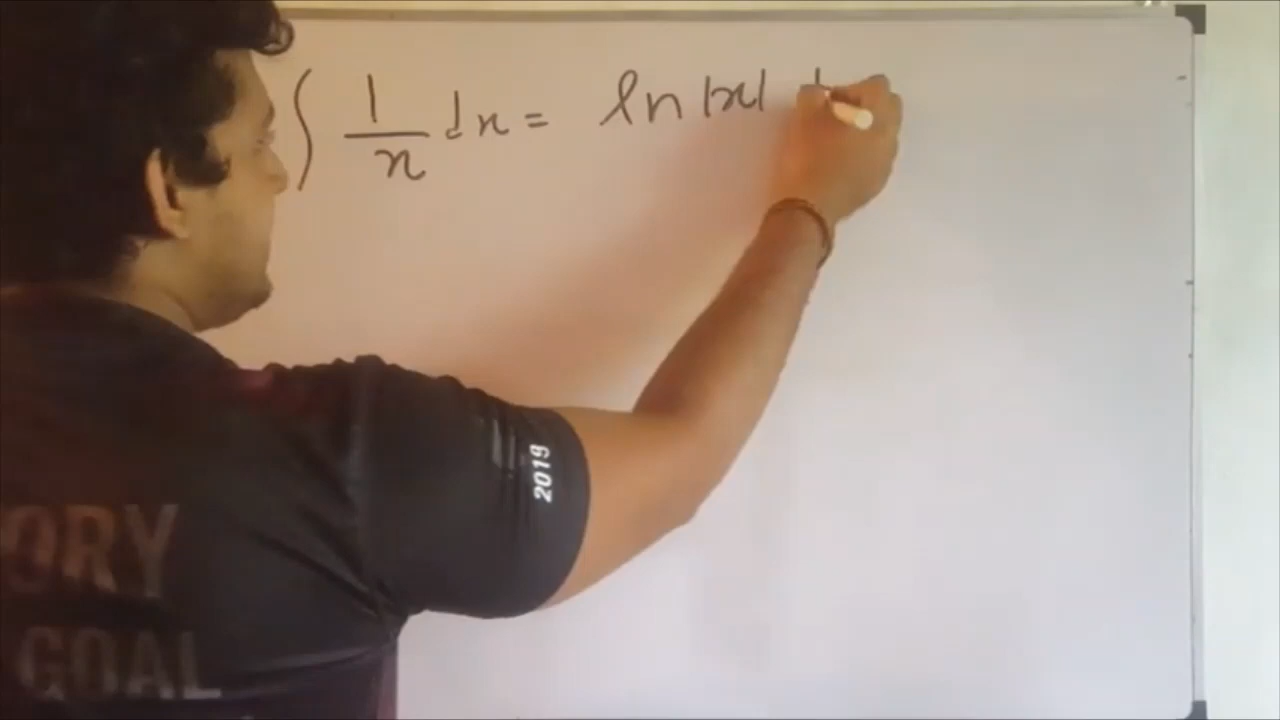 ∫ 1/x dx = ln|x| +
2019
ORY
GOAL